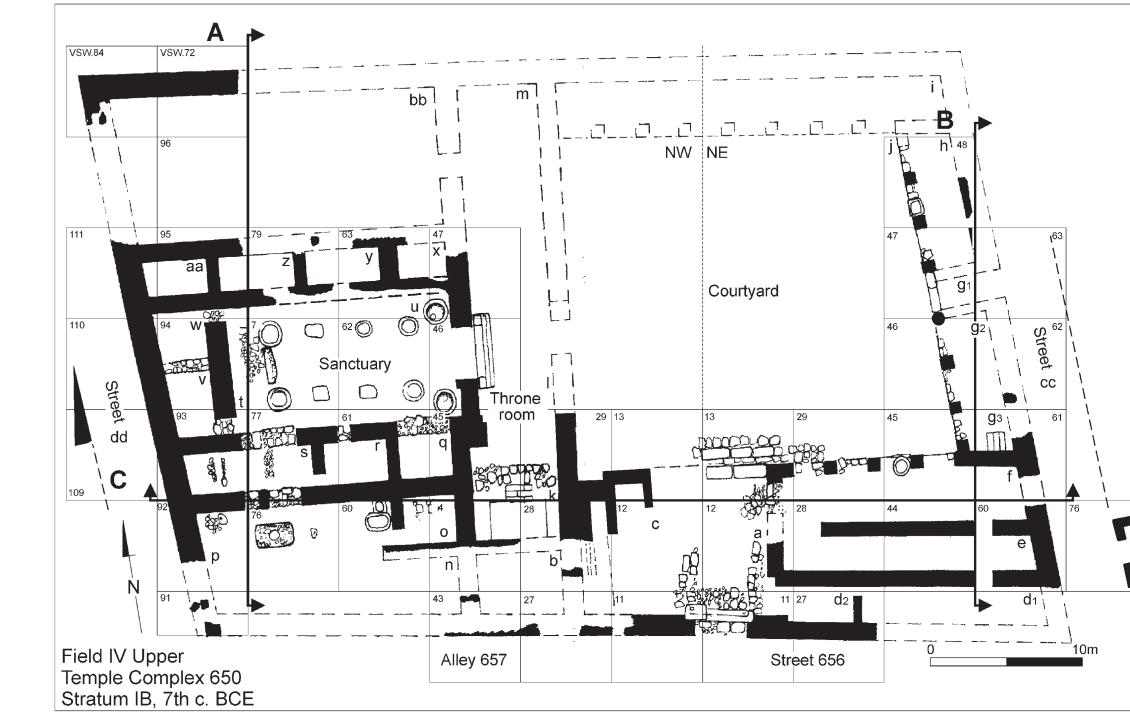 A
VSW.84
VSW.72
bb
m
i
B
j
h
48
NW
NE
96
111
95
79
63
47
47
63
aa
z
y
x
Courtyard
g1
u
110
94
7
62
46
46
g2
62
w
Sanctuary
Street
cc
v
Street
dd
t
Throne
room
93
77
61
45
29
13
13
29
45
g3
61
s
r
q
C
f
109
k
92
76
60
4
28
12
c
12
28
44
60
76
p
o
a
e
n
b
N
91
43
27
11
11
27
d2
d1
0
10m
Field IV Upper
Temple Complex 650
Stratum IB, 7th c. BCE
Alley 657
Street 656